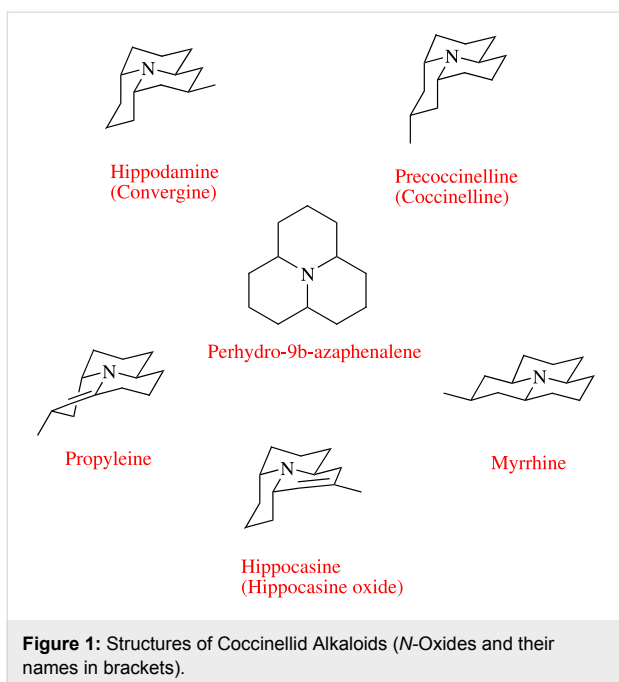 N
N
Hippodamine
(Convergine)
Precoccinelline
(Coccinelline)
N
Perhydro-9b-azaphenalene
N
N
Propyleine
Myrrhine
N
Hippocasine
(Hippocasine oxide)
Figure 1: Structures of Coccinellid Alkaloids (N-Oxides and their
names in brackets).